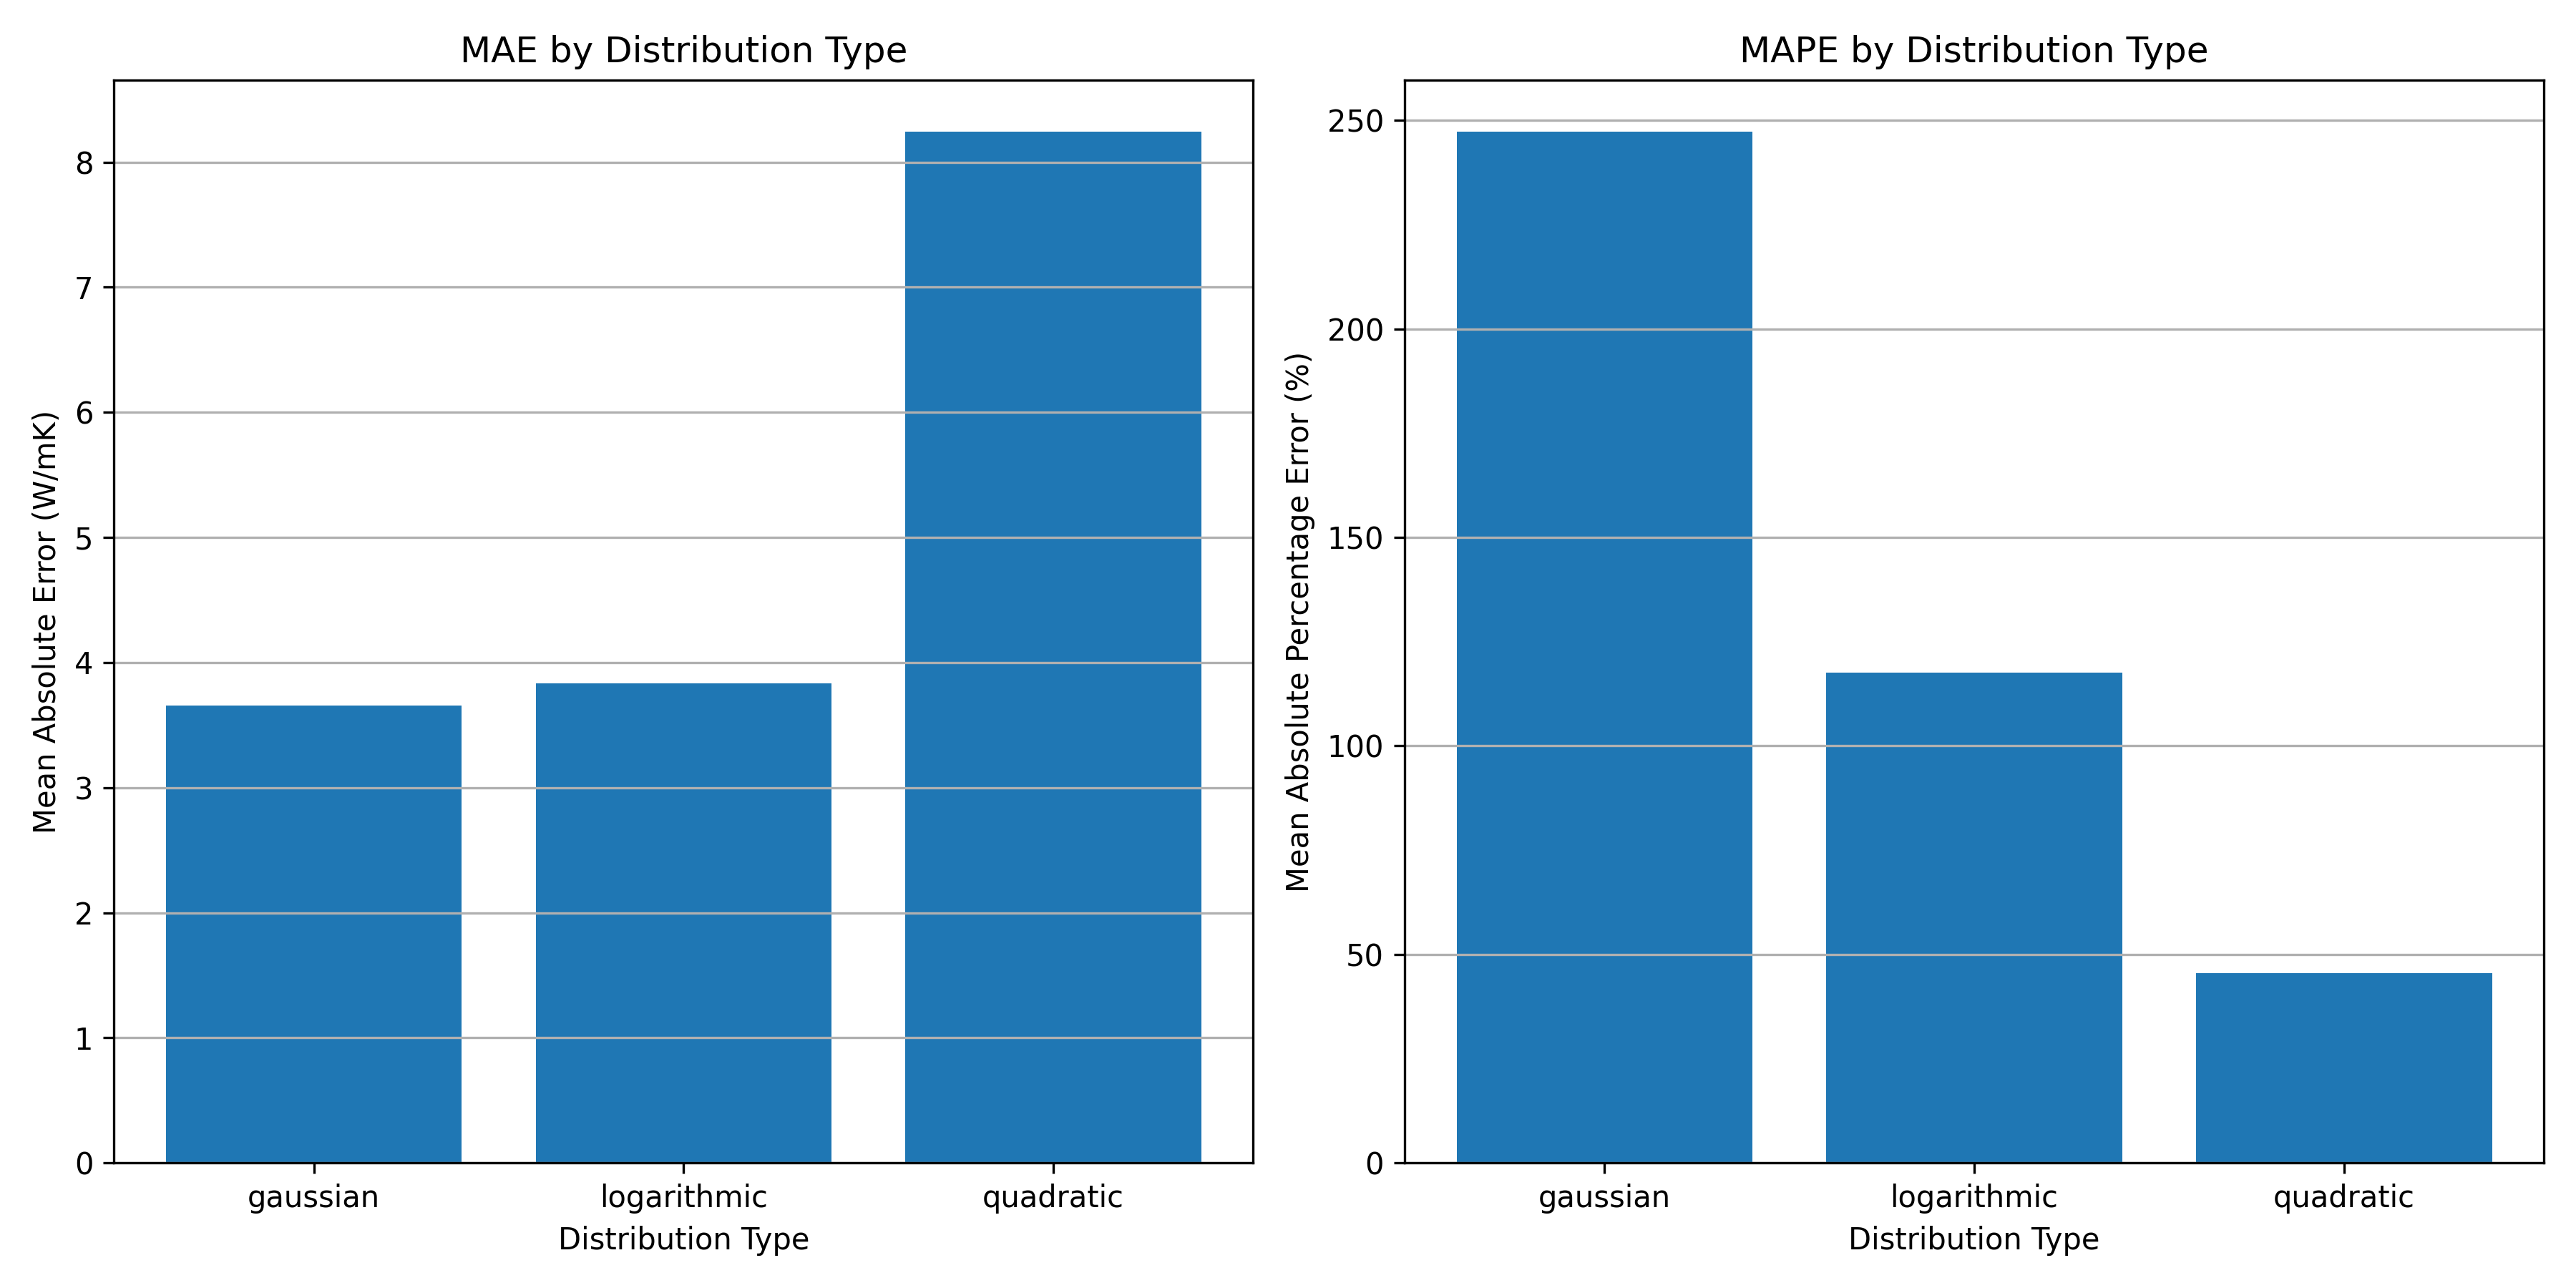 MAE by Distribution Type
Mean Absolute Error (W/mK)
8
7
6
5
4
3
2
1
0
gaussian logarithmic quadratic
Distribution Type
MAPE by Distribution Type
Mean Absolute Percentage Error (%)
250
200
150
100
50
0
gaussian logarithmic quadratic
Distribution Type